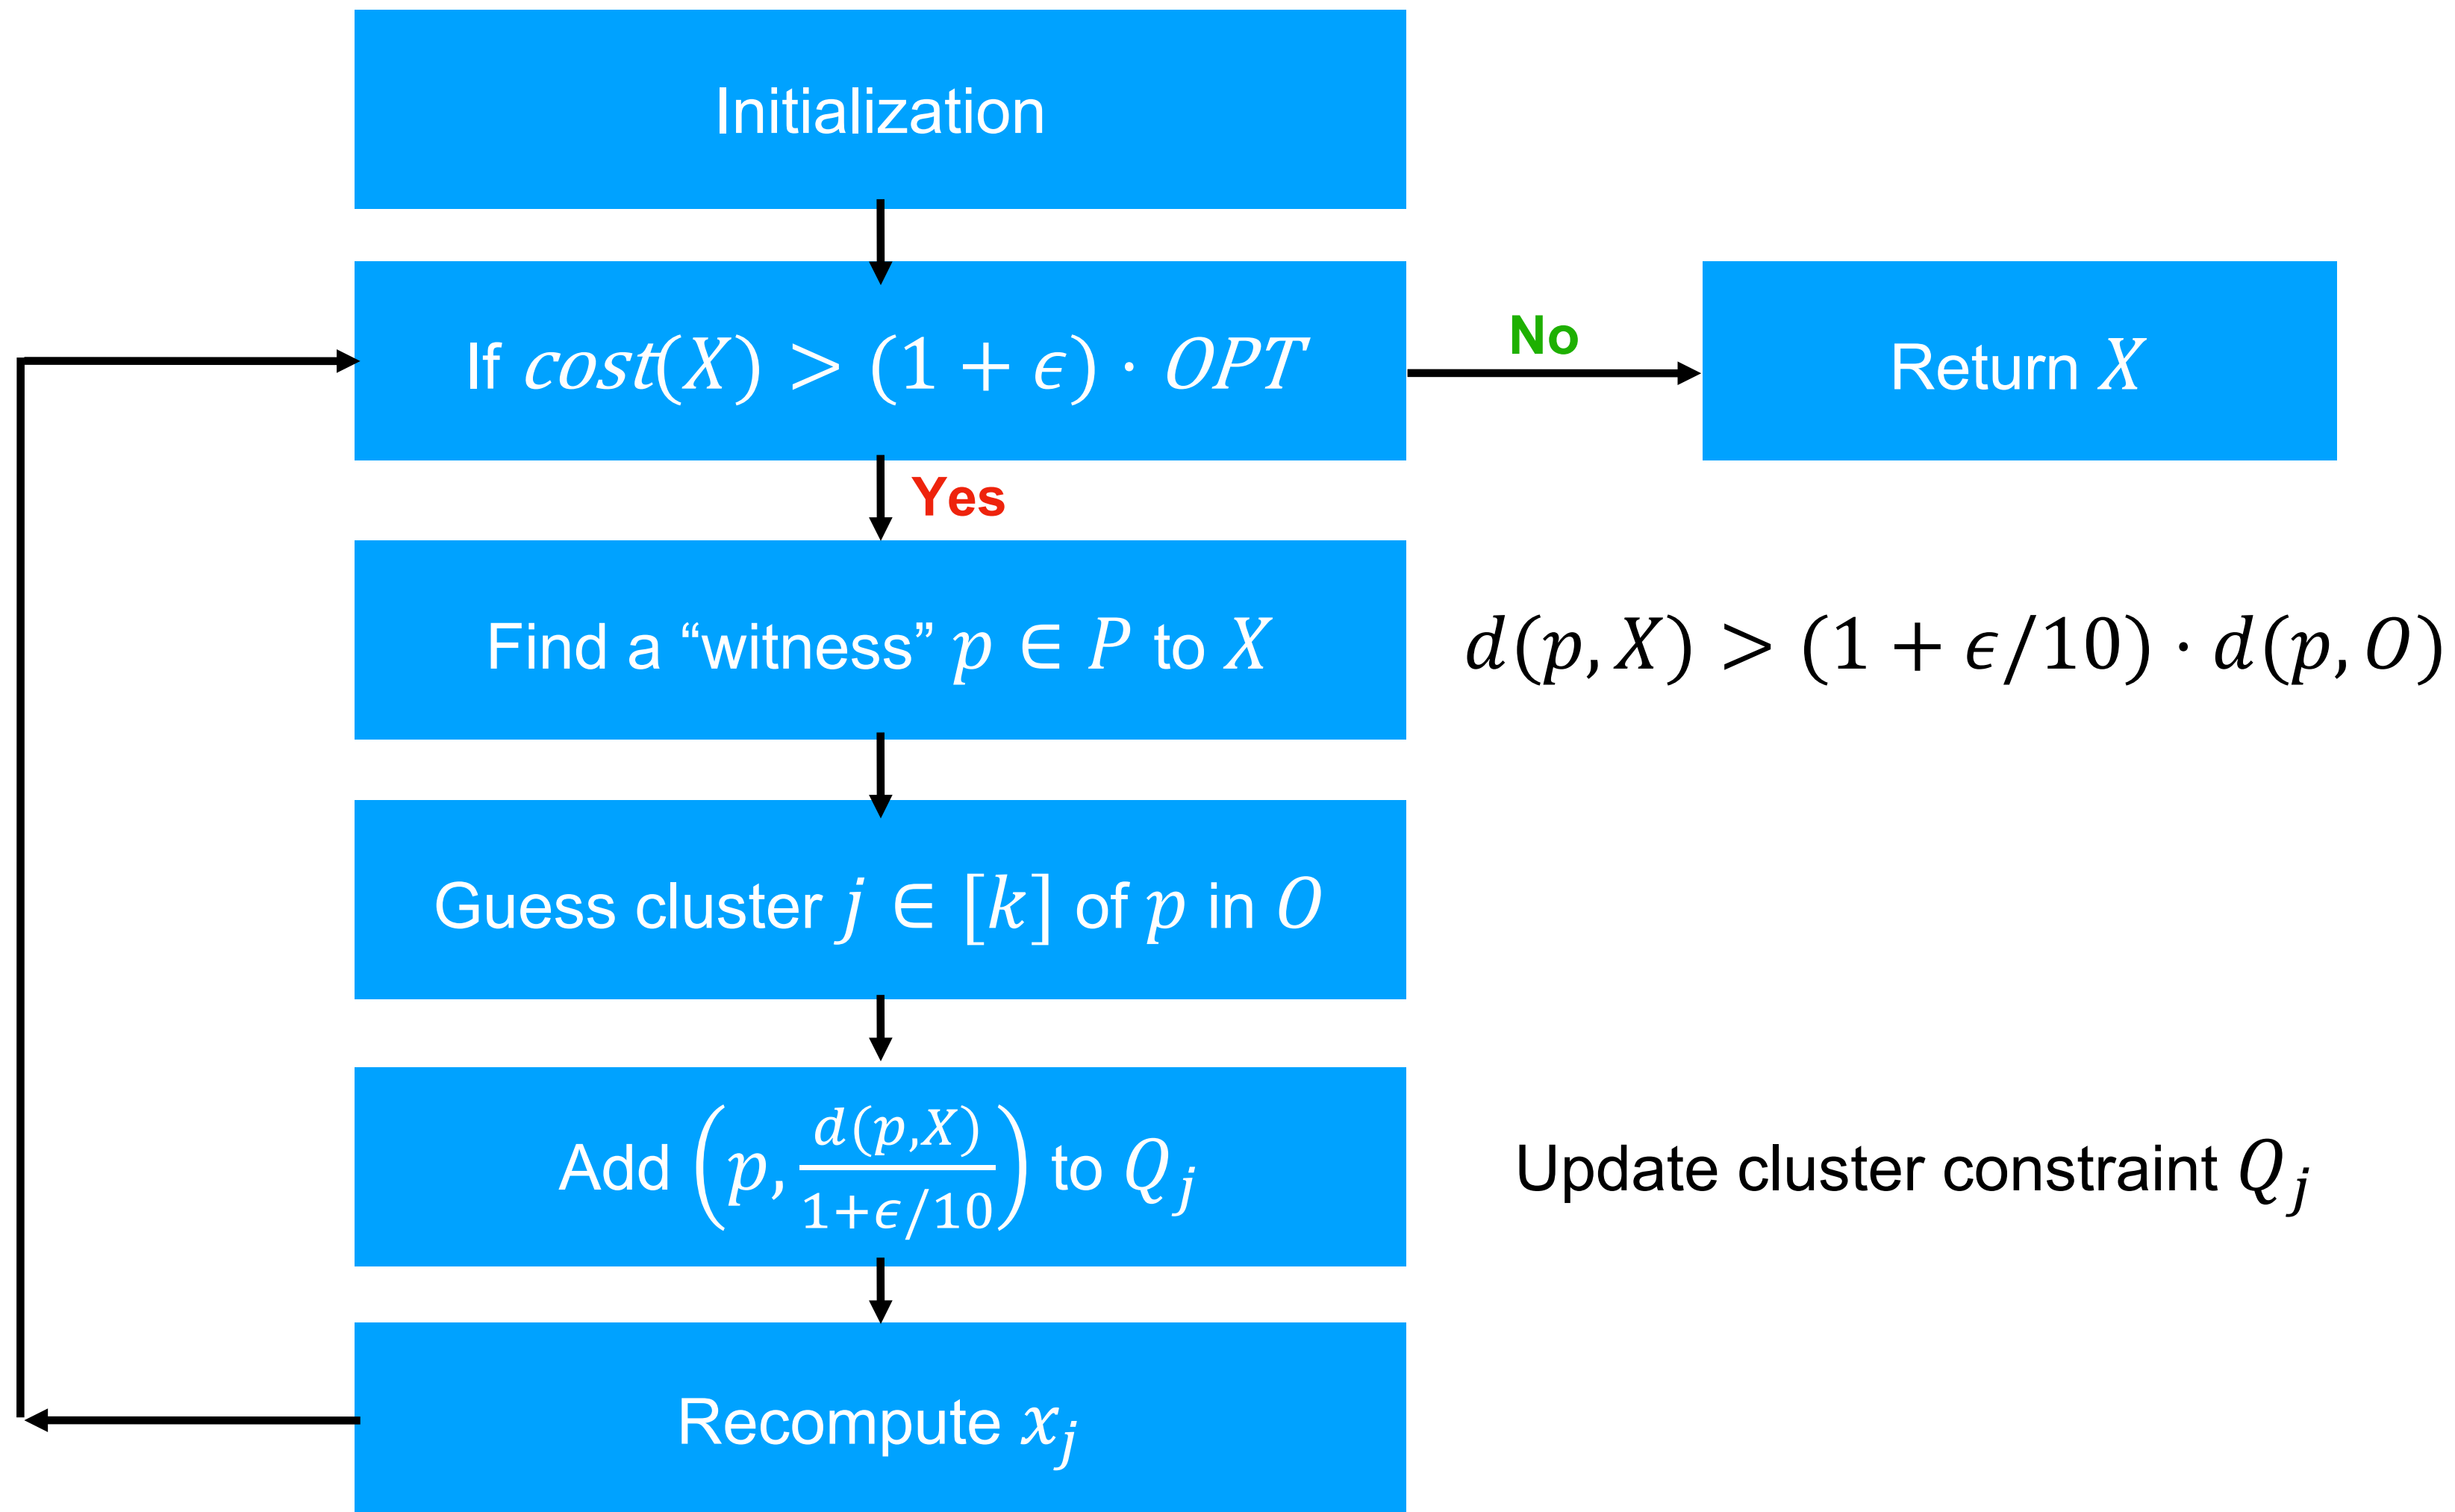 Initialization
If cost(X) > (1 + ϵ) · OPT
No
Return X
Yes
Find a “witness” p ∈ P to X
d(p,X) > (1 + ϵ/10) · d(p,O)
Guess cluster j ∈ [k] of p in O
Add (p, d(p,X) / 1+ϵ/10) to Q_j
Update cluster constraint Q_j
Recompute x_j